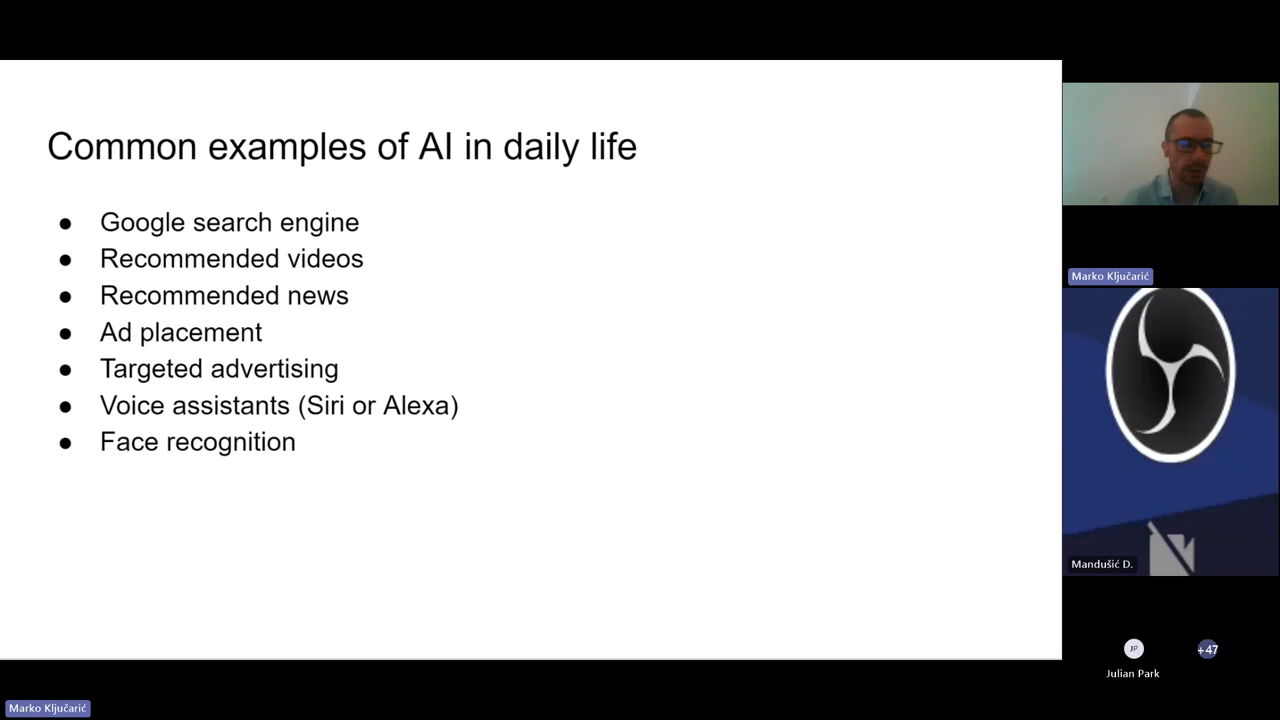 Common examples of AI in daily life
● Google search engine
● Recommended videos
● Recommended news
● Ad placement
● Targeted advertising
● Voice assistants (Siri or Alexa)
● Face recognition
Marko Ključarić
Mandušić D.
JP
+47
Julian Park
Marko Ključarić